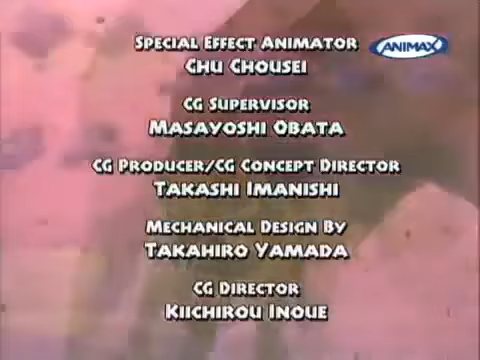 Special Effect Animator
Chu Chousei
ANIMAX
CG Supervisor
Masayoshi Obata
CG Producer/CG Concept Director
Takashi Imanishi
Mechanical Design By
Takahiro Yamada
CG Director
Kiichirou Inoue